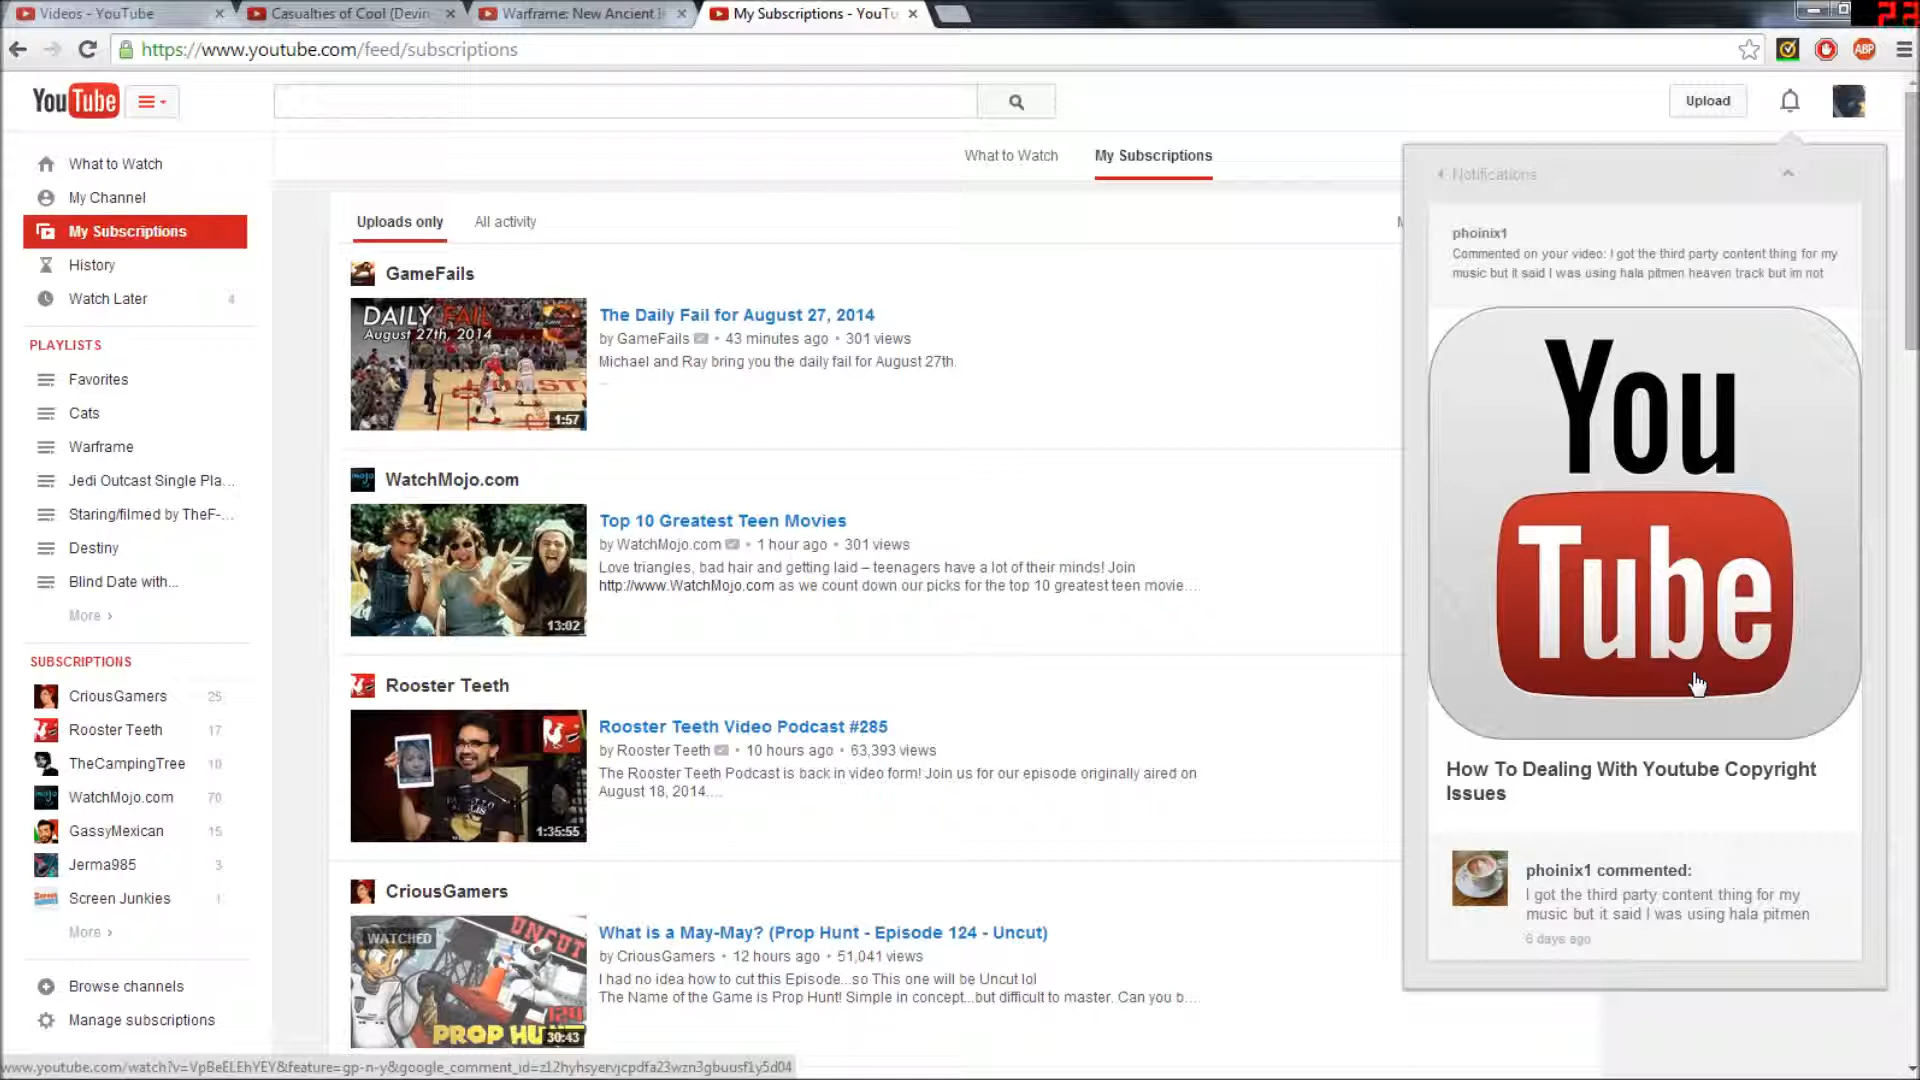 Videos - YouTube
Casualties of Cool (Devin
Warframe: New Ancient
My Subscriptions - YouTu
https://www.youtube.com/feed/subscriptions
ABP
YouTube
Upload
What to Watch
My Subscriptions
What to Watch
My Channel
My Subscriptions
History
Watch Later 4
PLAYLISTS
Favorites
Cats
Warframe
Jedi Outcast Single Pla...
Staring/filmed by TheF-...
Destiny
Blind Date with...
More ›
SUBSCRIPTIONS
CriousGamers 25
Rooster Teeth 17
TheCampingTree 10
WatchMojo.com 70
GassyMexican 15
Jerma985 3
Screen Junkies 1
More ›
Browse channels
Manage subscriptions
Uploads only
All activity
GameFails
DAILY FAIL
August 27th, 2014
1:57
The Daily Fail for August 27, 2014
by GameFails • 43 minutes ago • 301 views
Michael and Ray bring you the daily fail for August 27th.
...
WatchMojo.com
13:02
Top 10 Greatest Teen Movies
by WatchMojo.com • 1 hour ago • 301 views
Love triangles, bad hair and getting laid – teenagers have a lot of their minds! Join
http://www.WatchMojo.com as we count down our picks for the top 10 greatest teen movie....
Rooster Teeth
1:35:55
Rooster Teeth Video Podcast #285
by Rooster Teeth • 10 hours ago • 63,393 views
The Rooster Teeth Podcast is back in video form! Join us for our episode originally aired on
August 18, 2014....
CriousGamers
WATCHED
UNCUT
124
PROP HUNT
30:43
What is a May-May? (Prop Hunt - Episode 124 - Uncut)
by CriousGamers • 12 hours ago • 51,041 views
I had no idea how to cut this Episode...so This one will be Uncut lol
The Name of the Game is Prop Hunt! Simple in concept...but difficult to master. Can you b....
Notifications
phoinix1
Commented on your video: I got the third party content thing for my
music but it said I was using hala pitmen heaven track but im not
You
Tube
How To Dealing With Youtube Copyright
Issues
phoinix1 commented:
I got the third party content thing for my
music but it said I was using hala pitmen
6 days ago
www.youtube.com/watch?v=VpBeELEhYEY&feature=gp-n-y&google_comment_id=z12hyhsyervjcpdfa23wzn3gbuusf1y5d04